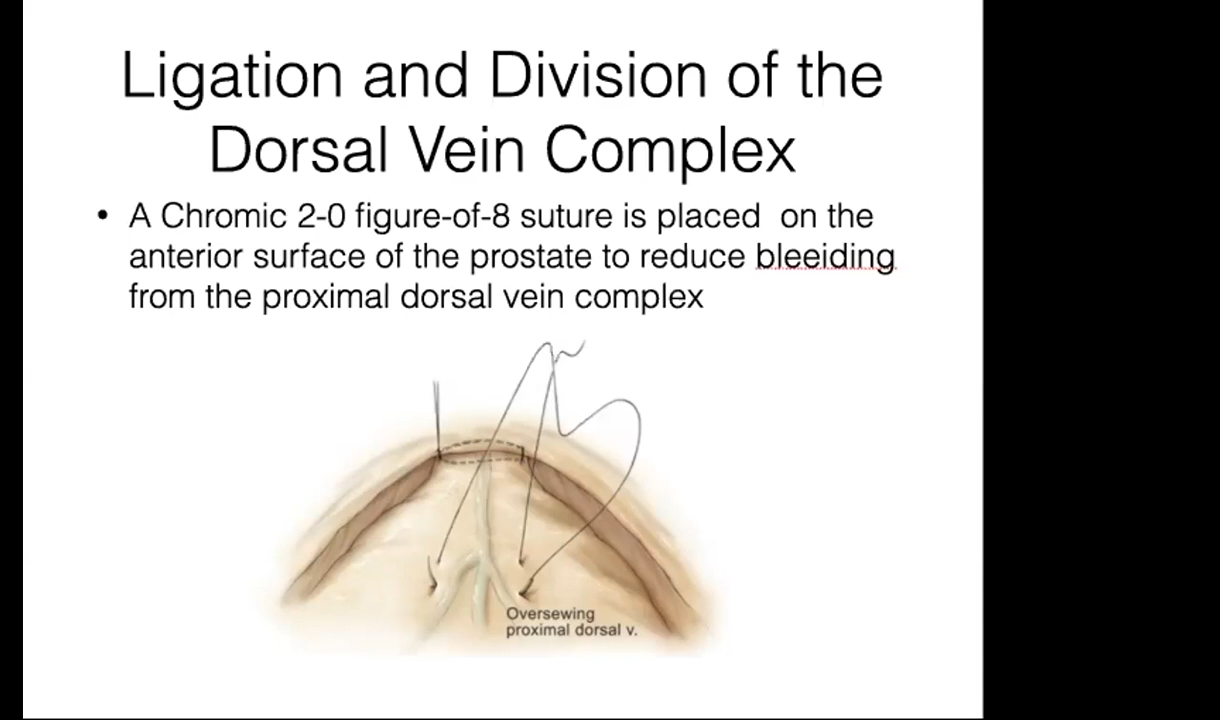 Ligation and Division of the
Dorsal Vein Complex
• A Chromic 2-0 figure-of-8 suture is placed  on the
anterior surface of the prostate to reduce bleeiding
from the proximal dorsal vein complex
Oversewing
proximal dorsal v.